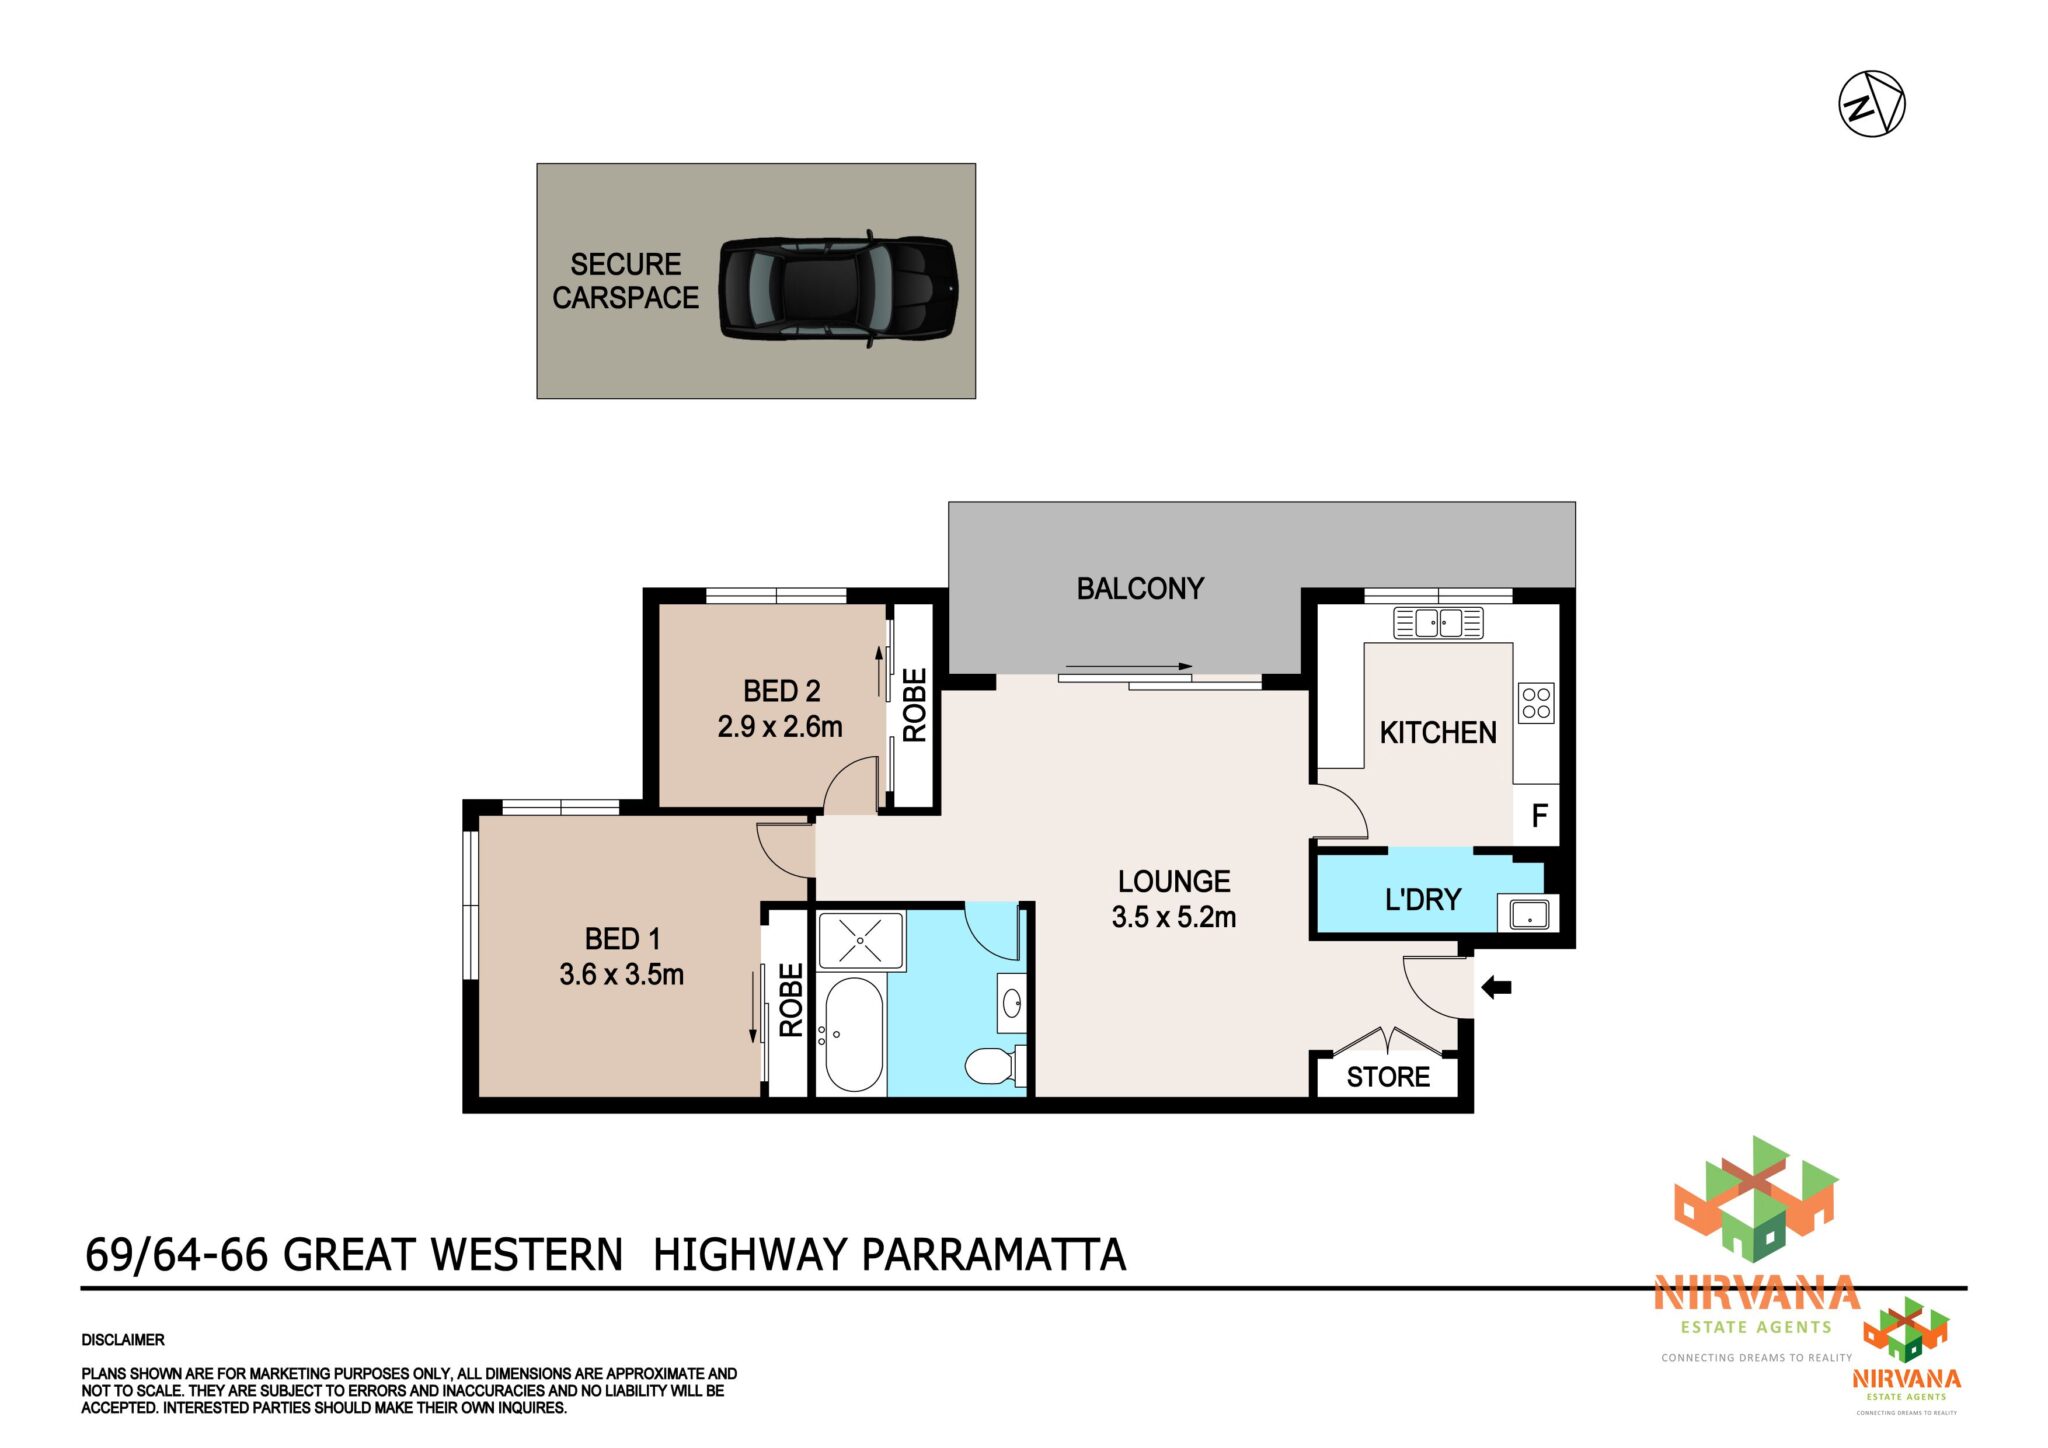 N
SECURE
CARSPACE
BALCONY
BED 2
2.9 x 2.6m
ROBE
KITCHEN
F
LOUNGE
3.5 x 5.2m
L'DRY
BED 1
3.6 x 3.5m
ROBE
STORE
69/64-66 GREAT WESTERN HIGHWAY PARRAMATTA
NIRVANA
ESTATE AGENTS
CONNECTING DREAMS TO REALITY
NIRVANA
ESTATE AGENTS
CONNECTING DREAMS TO REALITY
DISCLAIMER
PLANS SHOWN ARE FOR MARKETING PURPOSES ONLY, ALL DIMENSIONS ARE APPROXIMATE AND
NOT TO SCALE. THEY ARE SUBJECT TO ERRORS AND INACCURACIES AND NO LIABILITY WILL BE
ACCEPTED. INTERESTED PARTIES SHOULD MAKE THEIR OWN INQUIRES.